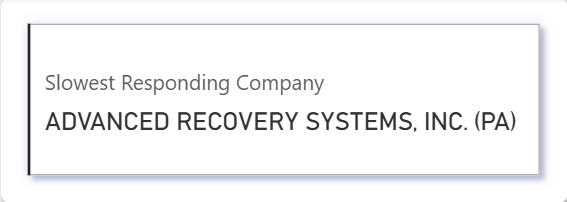 Slowest Responding Company
ADVANCED RECOVERY SYSTEMS, INC. (PA)